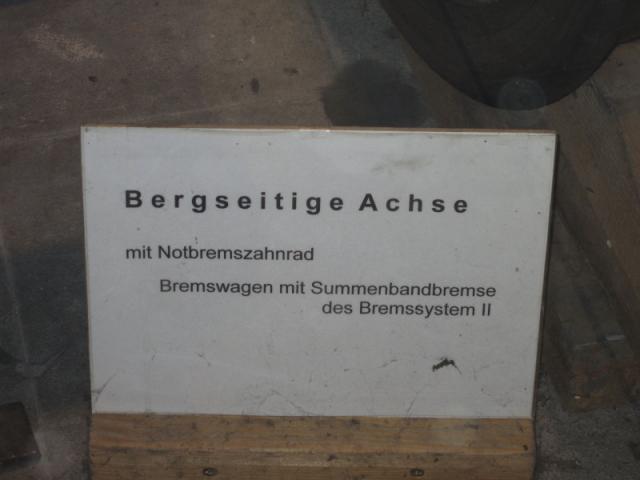 Bergseitige Achse
mit Notbremszahnrad
Bremswagen mit Summenbandbremse
des Bremssystem II